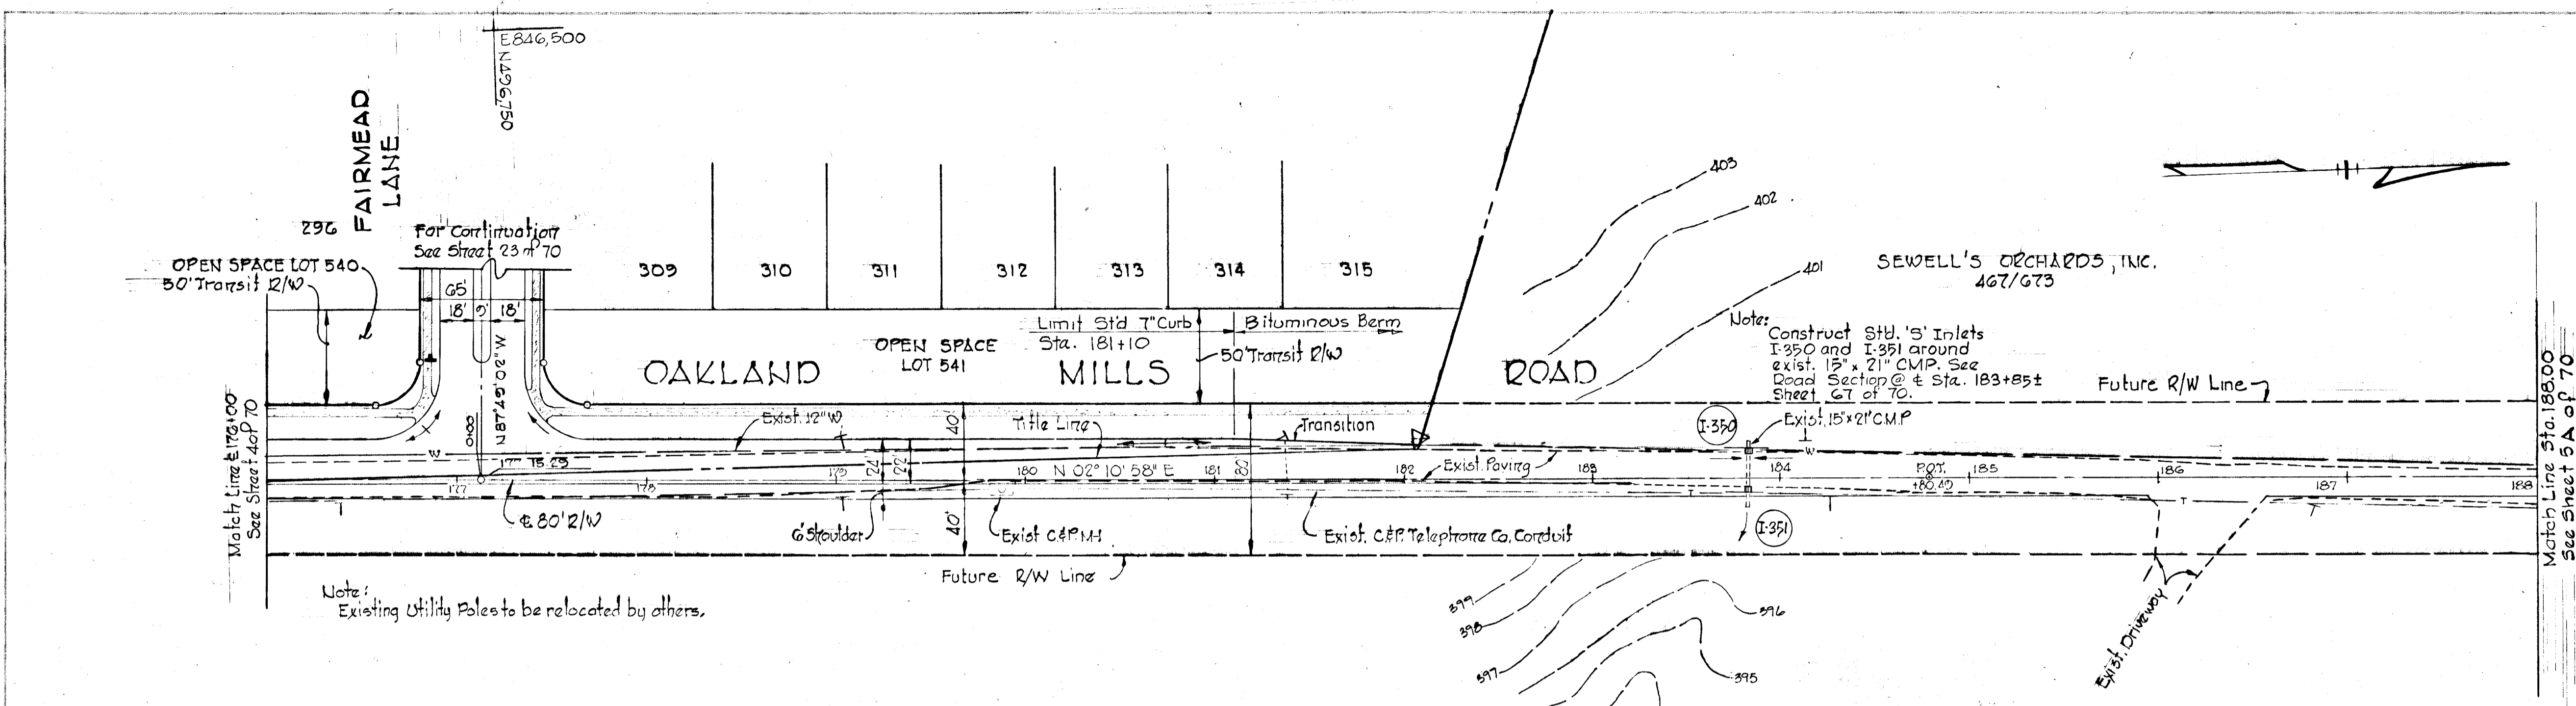 E846,500
N496,750
FAIRMEAD
LANE
296
For Continuation
See Sheet 23 of 70
OPEN SPACE LOT 540
50' Transit R/W
65'
18' 9' 18'
N87°49'02"W
0+00
309
310
311
312
313
314
315
Limit Std 7" Curb
Sta. 181+10
Bituminous Berm
50' Transit R/W
OPEN SPACE
LOT 541
OAKLAND MILLS ROAD
403
402
401
SEWELL'S ORCHARDS, INC.
467/673
Note:
Construct Std. 'S' Inlets
I-350 and I-351 around
exist. 15" x 21" CMP. See
Road Section @ ℄ Sta. 183+85±
Sheet 67 of 70.
Future R/W Line
Match Line ℄ 176+00
See Sheet 4 of 70
Exist. 12" W
Title Line
Transition
I-350
Exist. 15"x21" C.M.P
W
W
40'
24'
22'
80'
N 02° 10' 58" E
Exist. Paving
P.O.T.
+80.49
177
178
179
180
181
182
183
184
185
186
187
188
T
T
T
℄ 80' R/W
6' Shoulder
40'
Exist C&P. MH
Exist. C&P. Telephone Co. Conduit
I-351
Future R/W Line
Note:
Existing Utility Poles to be relocated by others.
399
398
397
396
395
Exist. Driveway
Match Line Sta. 188.00
See Sheet 5A of 70